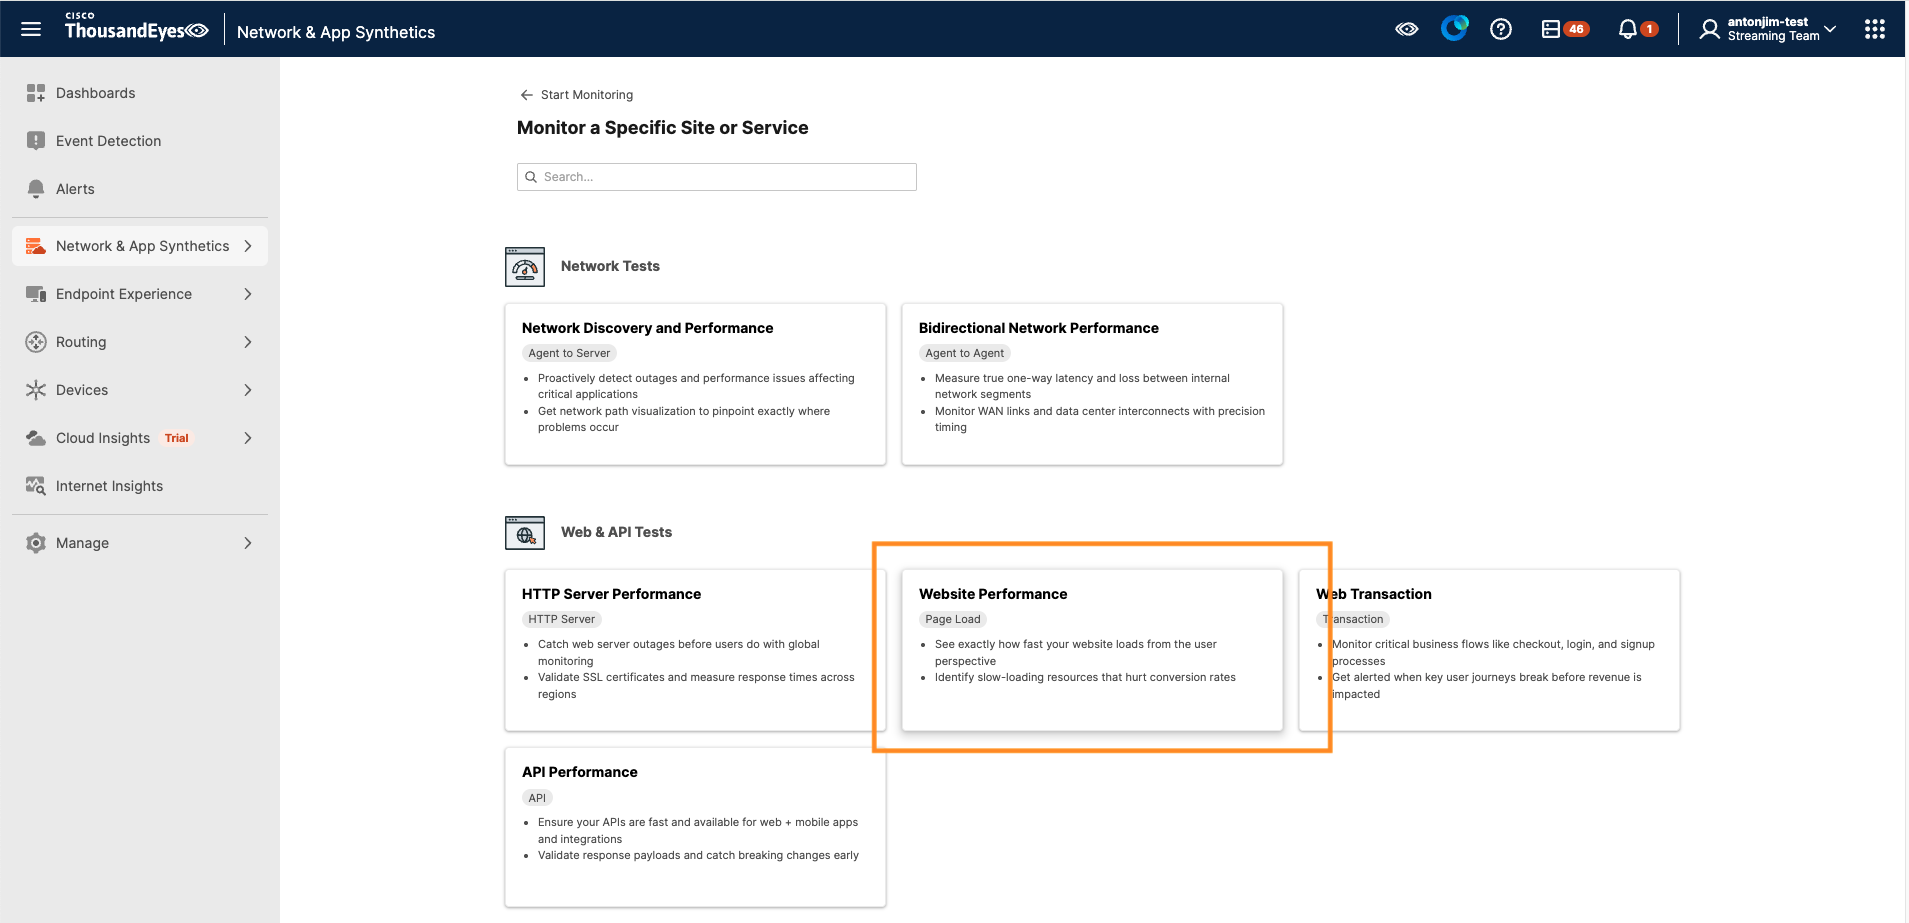 CISCO
ThousandEyes
Network & App Synthetics
46
1
antonjim-test
Streaming Team
Dashboards
Event Detection
Alerts
Network & App Synthetics
Endpoint Experience
Routing
Devices
Cloud Insights Trial
Internet Insights
Manage
Start Monitoring
Monitor a Specific Site or Service
Search...
Network Tests
Network Discovery and Performance
Agent to Server
• Proactively detect outages and performance issues affecting
critical applications
• Get network path visualization to pinpoint exactly where
problems occur
Bidirectional Network Performance
Agent to Agent
• Measure true one-way latency and loss between internal
network segments
• Monitor WAN links and data center interconnects with precision
timing
Web & API Tests
HTTP Server Performance
HTTP Server
• Catch web server outages before users do with global
monitoring
• Validate SSL certificates and measure response times across
regions
Website Performance
Page Load
• See exactly how fast your website loads from the user
perspective
• Identify slow-loading resources that hurt conversion rates
Web Transaction
Transaction
• Monitor critical business flows like checkout, login, and signup
processes
• Get alerted when key user journeys break before revenue is
impacted
API Performance
API
• Ensure your APIs are fast and available for web + mobile apps
and integrations
• Validate response payloads and catch breaking changes early